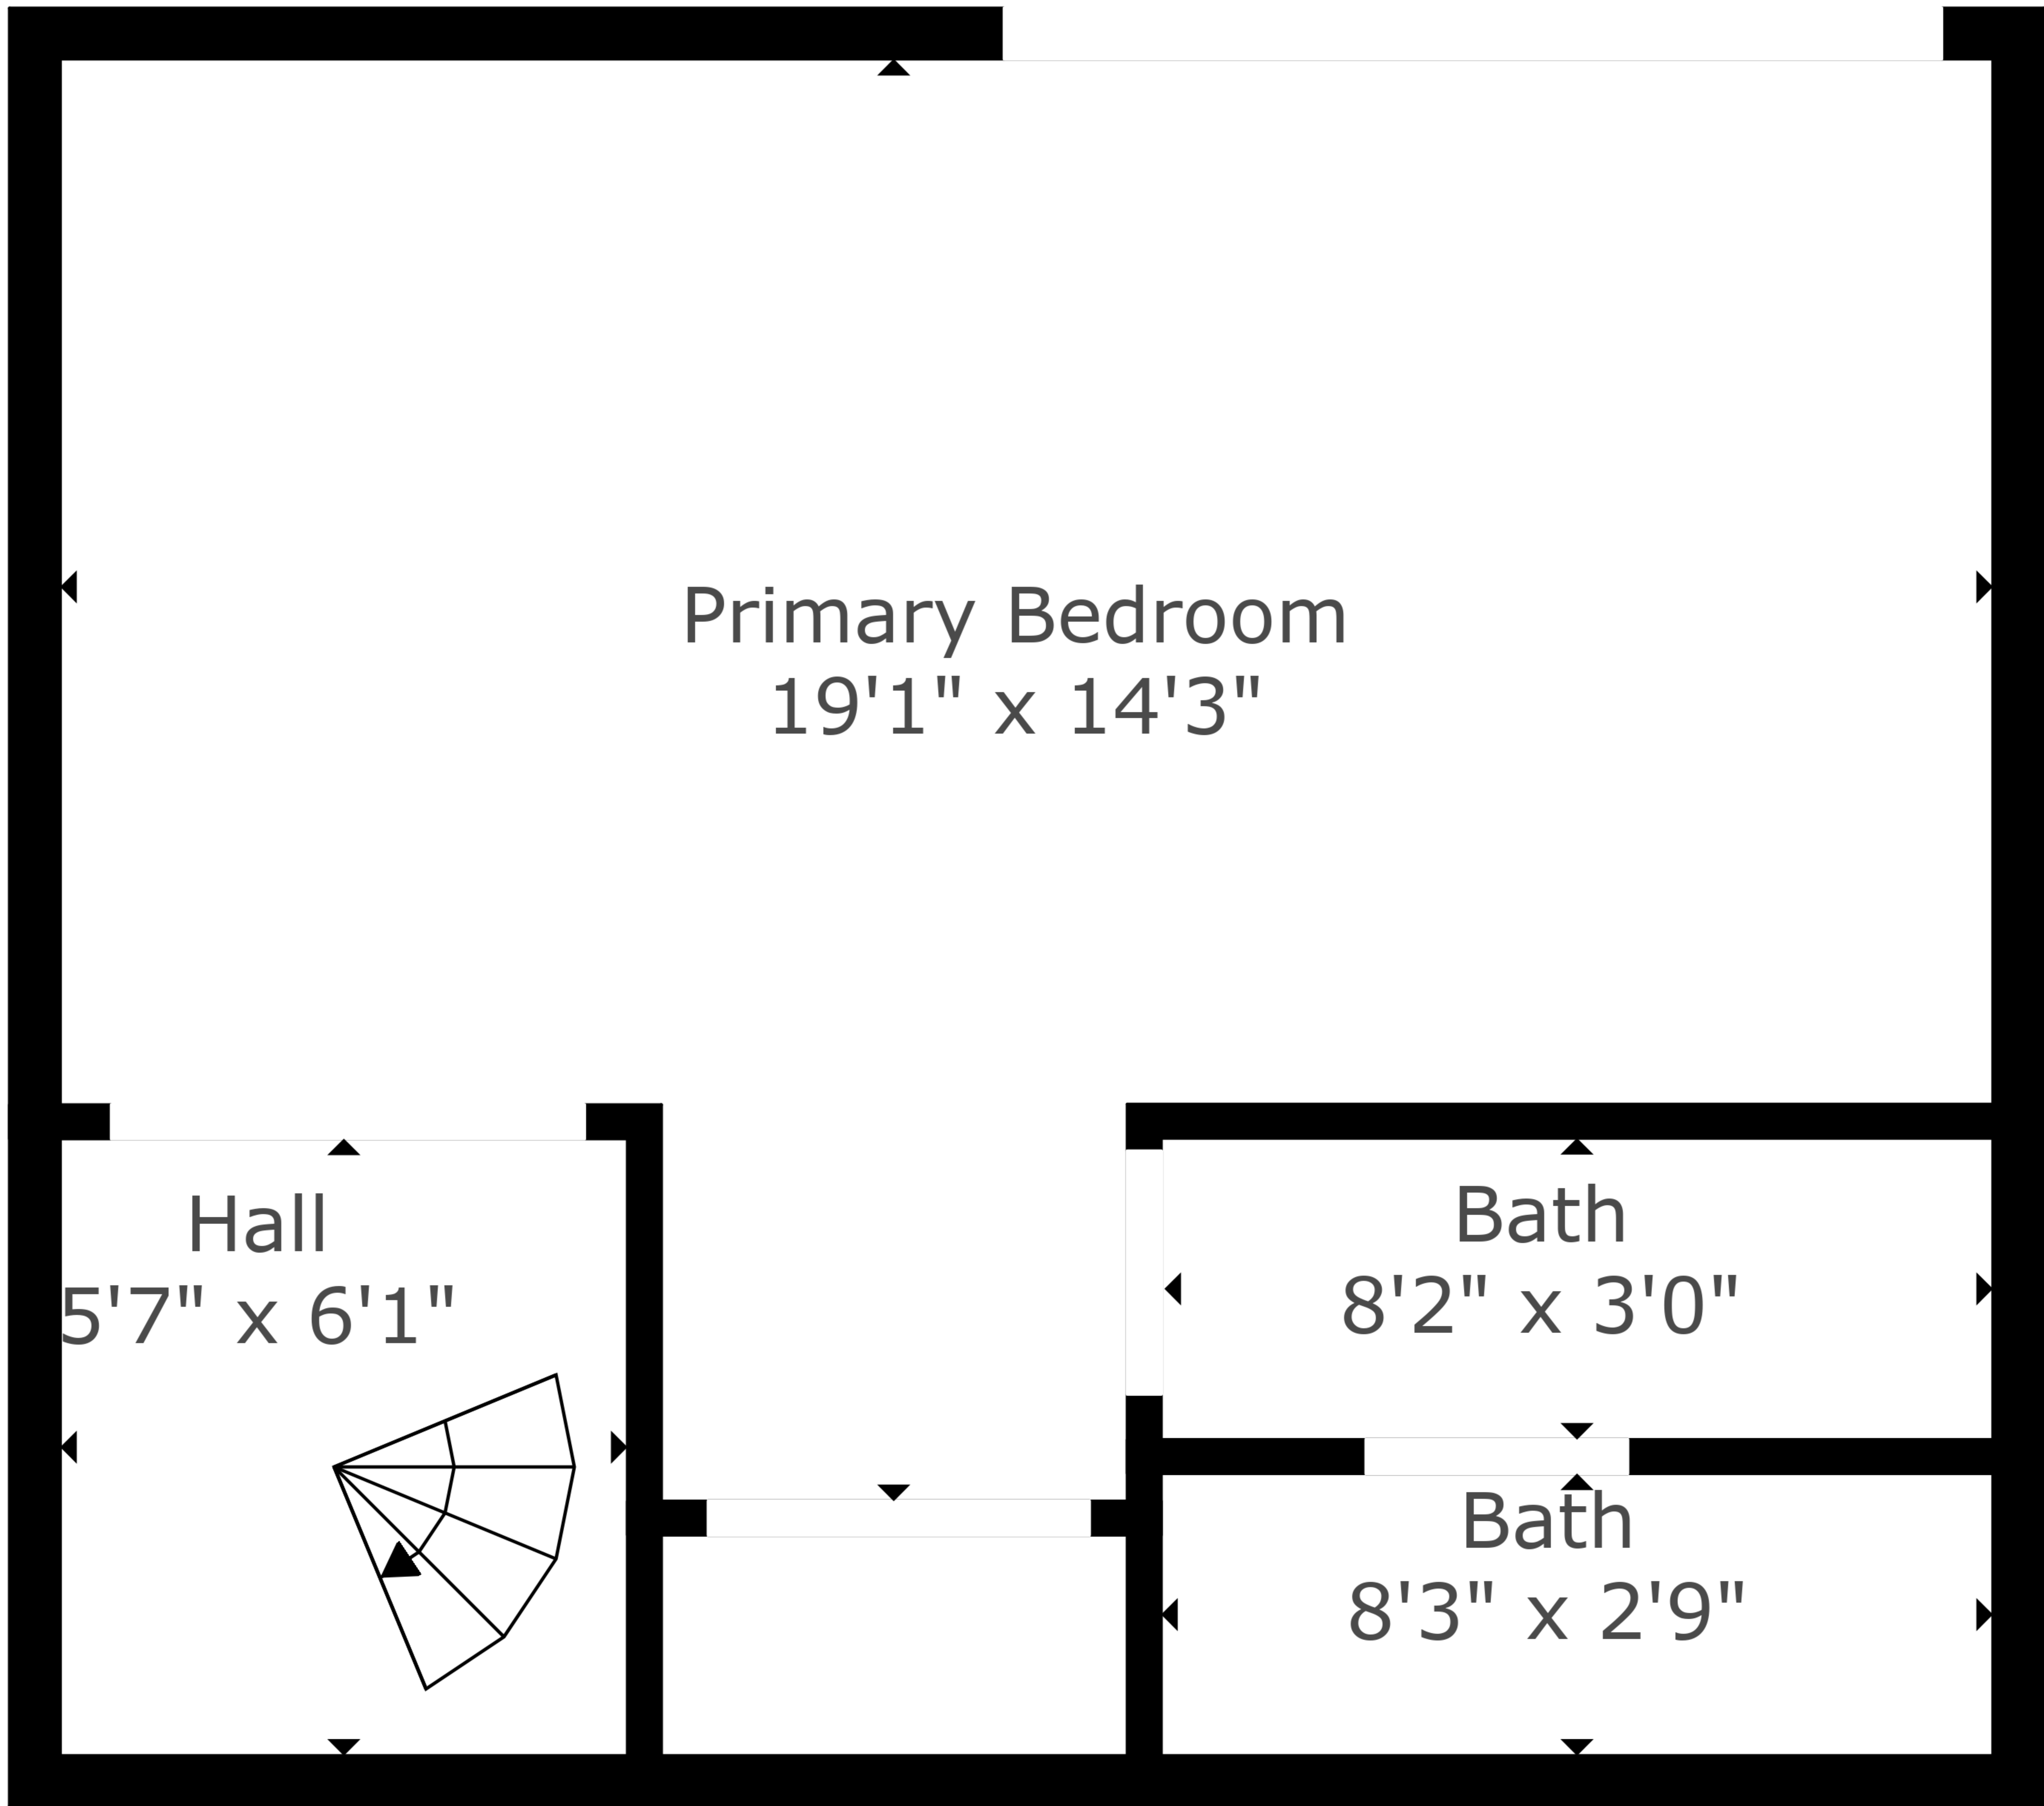 Primary Bedroom
19'1" x 14'3"
Hall
5'7" x 6'1"
Bath
8'2" x 3'0"
Bath
8'3" x 2'9"